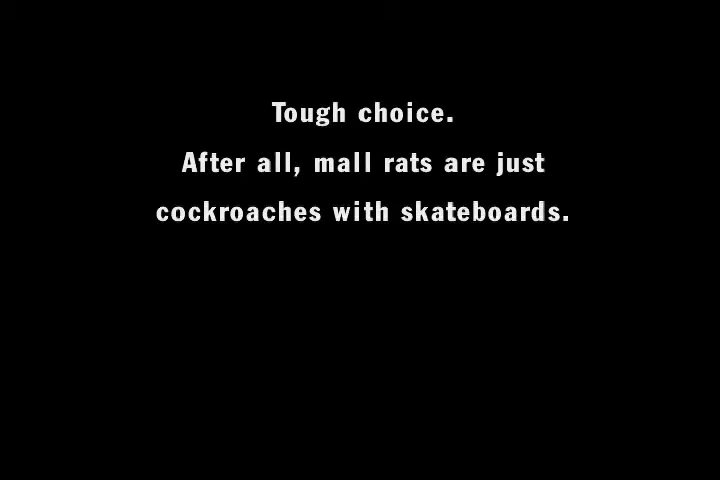 Tough choice.
After all, mall rats are just
cockroaches with skateboards.